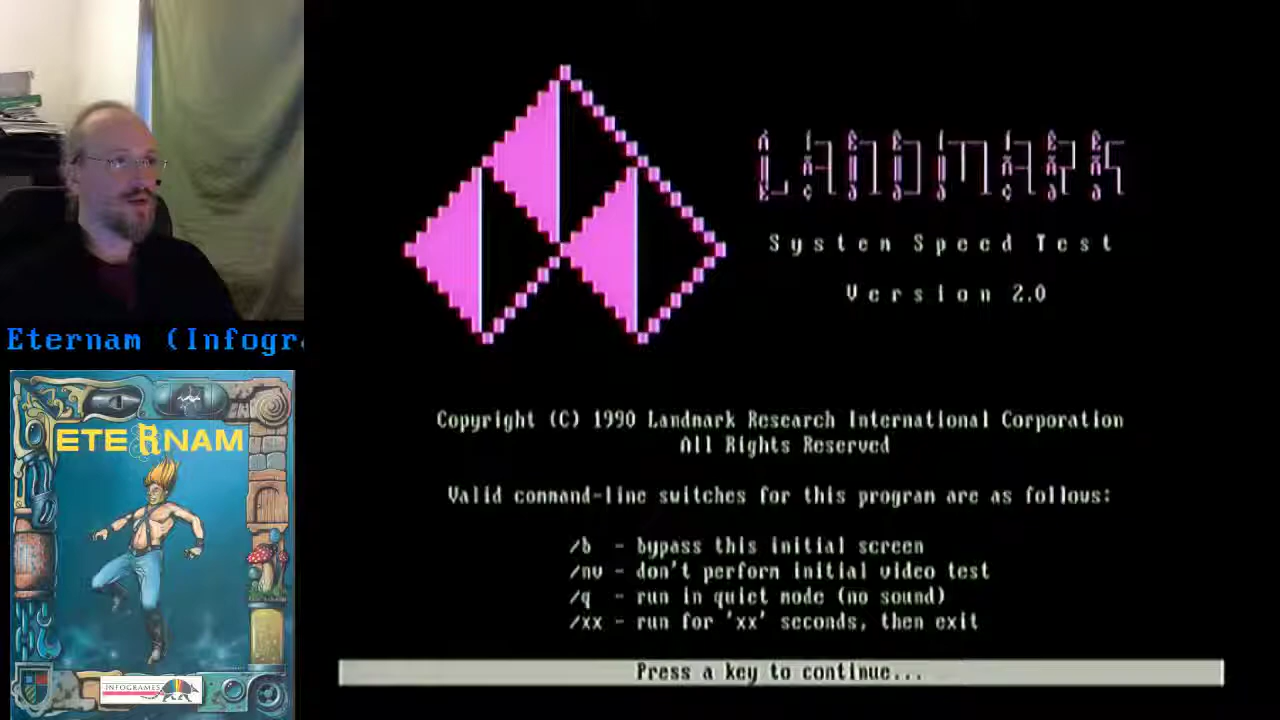 LANDMARK
System Speed Test
Version 2.0
Eternam (Infogra
ETERNAM
INFOGRAMES
Copyright (C) 1990 Landmark Research International Corporation
All Rights Reserved
Valid command-line switches for this program are as follows:
/b - bypass this initial screen
/nv - don't perform initial video test
/q - run in quiet mode (no sound)
/xx - run for 'xx' seconds, then exit
Press a key to continue...